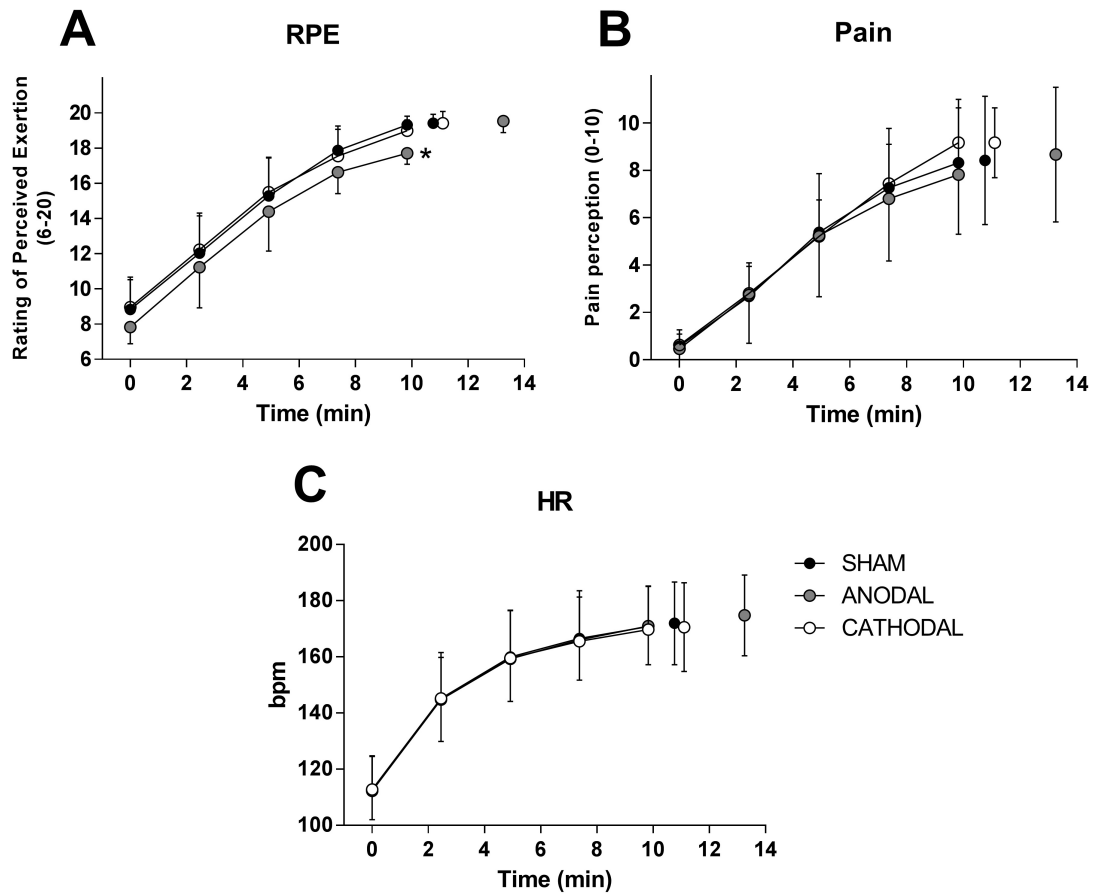 A
RPE
Rating of Perceived Exertion
(6-20)
20
18
16
14
12
10
8
6
*
0 2 4 6 8 10 12 14
Time (min)
B
Pain
Pain perception (0-10)
10
8
6
4
2
0
0 2 4 6 8 10 12 14
Time (min)
C
HR
bpm
200
180
160
140
120
100
0 2 4 6 8 10 12 14
Time (min)
SHAM
ANODAL
CATHODAL